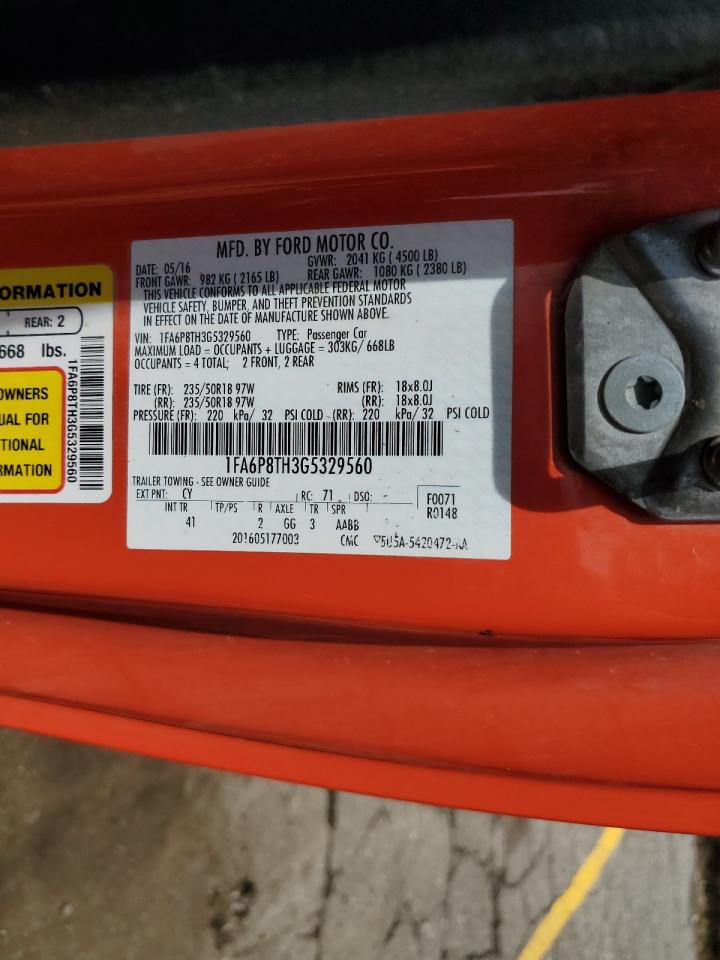 MFD. BY FORD MOTOR CO.
DATE: 05/16 GVWR: 2041 KG ( 4500 LB)
FRONT GAWR: 982 KG ( 2165 LB) REAR GAWR: 1080 KG ( 2380 LB)
THIS VEHICLE CONFORMS TO ALL APPLICABLE FEDERAL MOTOR
VEHICLE SAFETY, BUMPER, AND THEFT PREVENTION STANDARDS
IN EFFECT ON THE DATE OF MANUFACTURE SHOWN ABOVE.
VIN: 1FA6P8TH3G5329560 TYPE: Passenger Car
MAXIMUM LOAD = OCCUPANTS + LUGGAGE = 303KG/ 668LB
OCCUPANTS = 4 TOTAL; 2 FRONT, 2 REAR
TIRE (FR): 235/50R18 97W RIMS (FR): 18x8.0J
(RR): 235/50R18 97W (RR): 18x8.0J
PRESSURE (FR): 220 kPa/ 32 PSI COLD (RR): 220 kPa/ 32 PSI COLD
1FA6P8TH3G5329560
TRAILER TOWING - SEE OWNER GUIDE
EXT PNT: CY RC: 71 DSO: F0071
INT TR TP/PS R AXLE TR SPR R0148
41 2 GG 3 AABB
201605177003 CMC
ORMATION
REAR: 2
668 lbs.
OWNERS
UAL FOR
TIONAL
RMATION
1FA6P8TH3G5329560